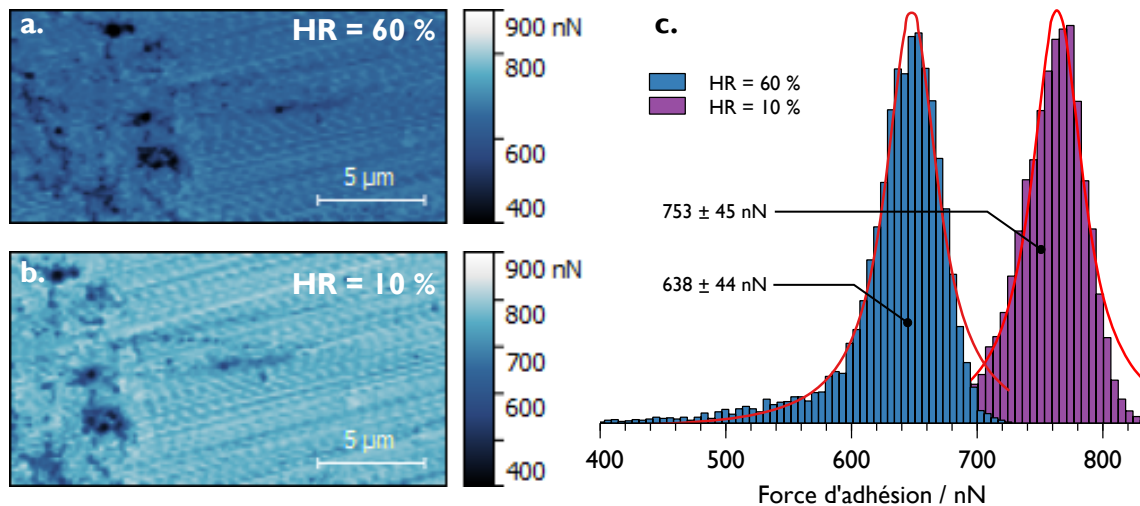 a.
HR = 60 %
5 µm
900 nN
800
600
400
b.
HR = 10 %
5 µm
900 nN
800
700
600
400
c.
HR = 60 %
HR = 10 %
753 ± 45 nN
638 ± 44 nN
400
500
600
700
800
Force d'adhésion / nN